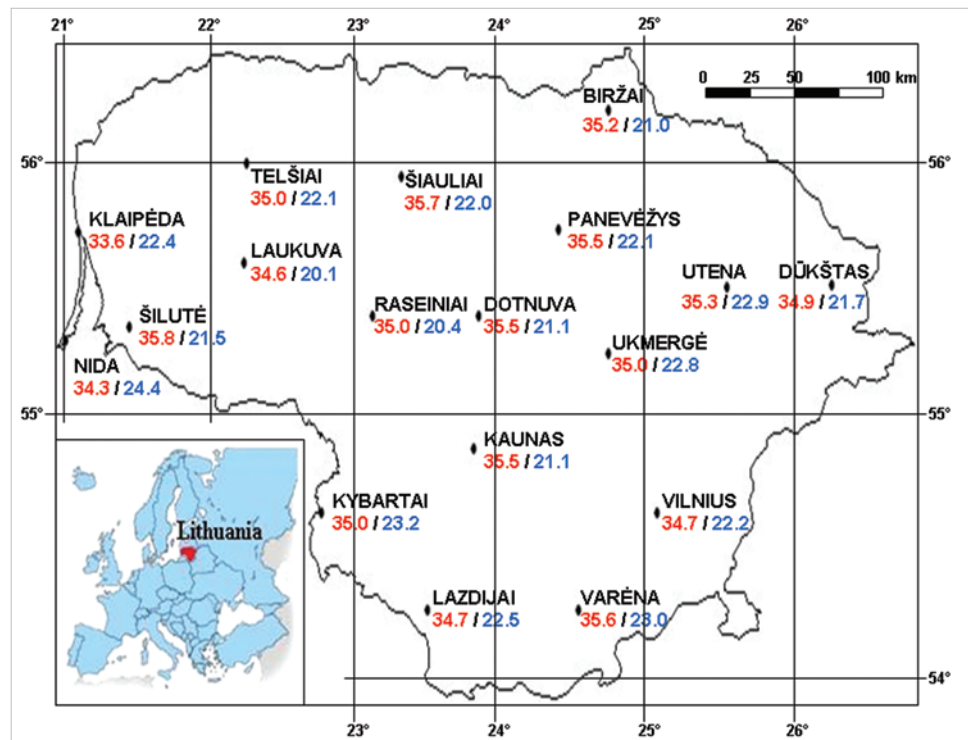 21° 22° 23° 24° 25° 26°
0 25 50 100 km
BIRŽAI
35.2 / 21.0
56°
56°
TELŠIAI
35.0 / 22.1
ŠIAULIAI
35.7 / 22.0
KLAIPĖDA
33.6 / 22.4
PANEVĖŽYS
35.5 / 22.1
LAUKUVA
34.6 / 20.1
UTENA
35.3 / 22.9
DŪKŠTAS
34.9 / 21.7
RASEINIAI
35.0 / 20.4
DOTNUVA
35.5 / 21.1
ŠILUTĖ
35.8 / 21.5
UKMERGĖ
35.0 / 22.8
NIDA
34.3 / 24.4
55°
55°
KAUNAS
35.5 / 21.1
KYBARTAI
35.0 / 23.2
VILNIUS
34.7 / 22.2
Lithuania
LAZDIJAI
34.7 / 22.5
VARĖNA
35.6 / 23.0
54°
23° 24° 25° 26°